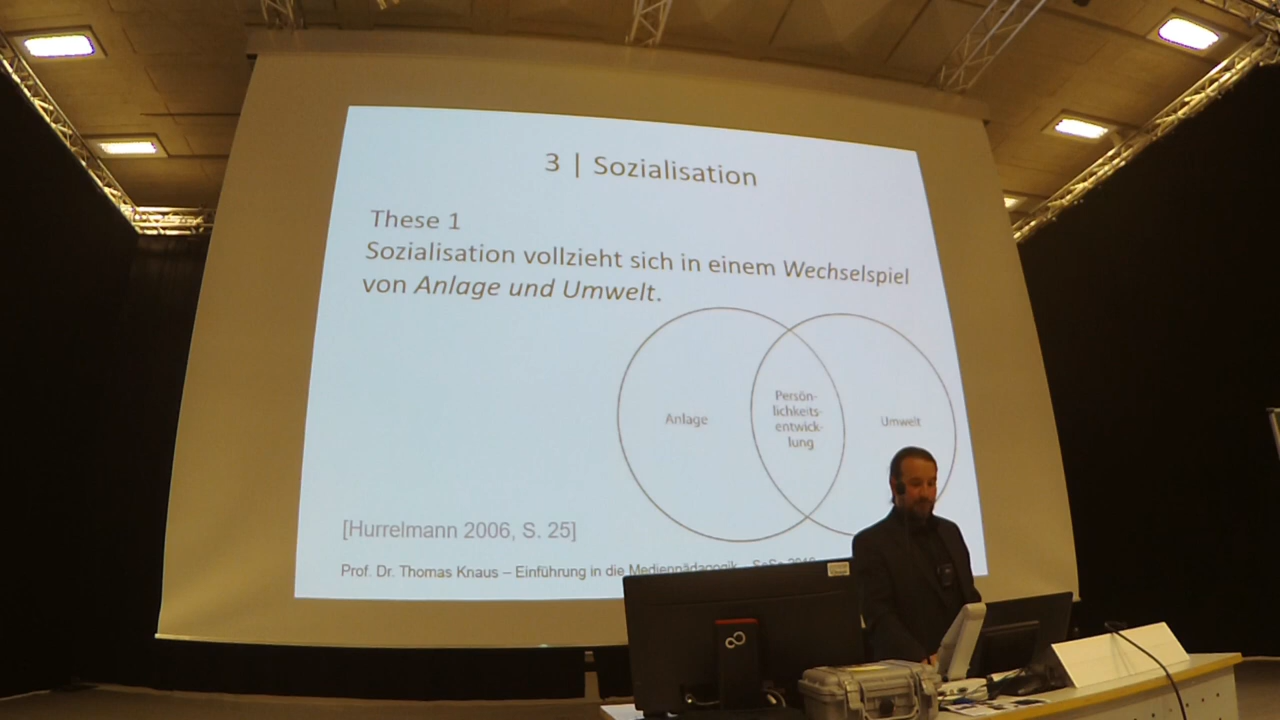 3 | Sozialisation
These 1
Sozialisation vollzieht sich in einem Wechselspiel
von Anlage und Umwelt.
Anlage
Persön-
lichkeits-
entwick-
lung
Umwelt
[Hurrelmann 2006, S. 25]
Prof. Dr. Thomas Knaus – Einführung in die Medienpädagogik